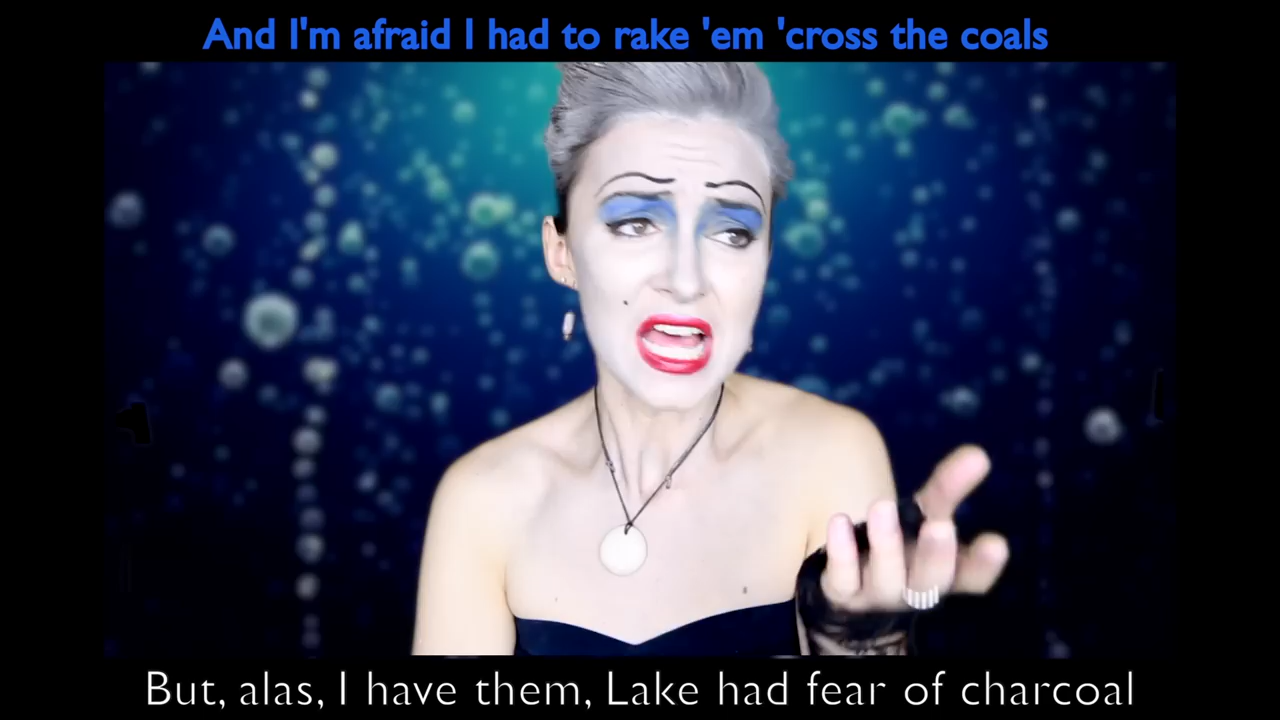 And I'm afraid I had to rake 'em 'cross the coals
But, alas, I have them, Lake had fear of charcoal